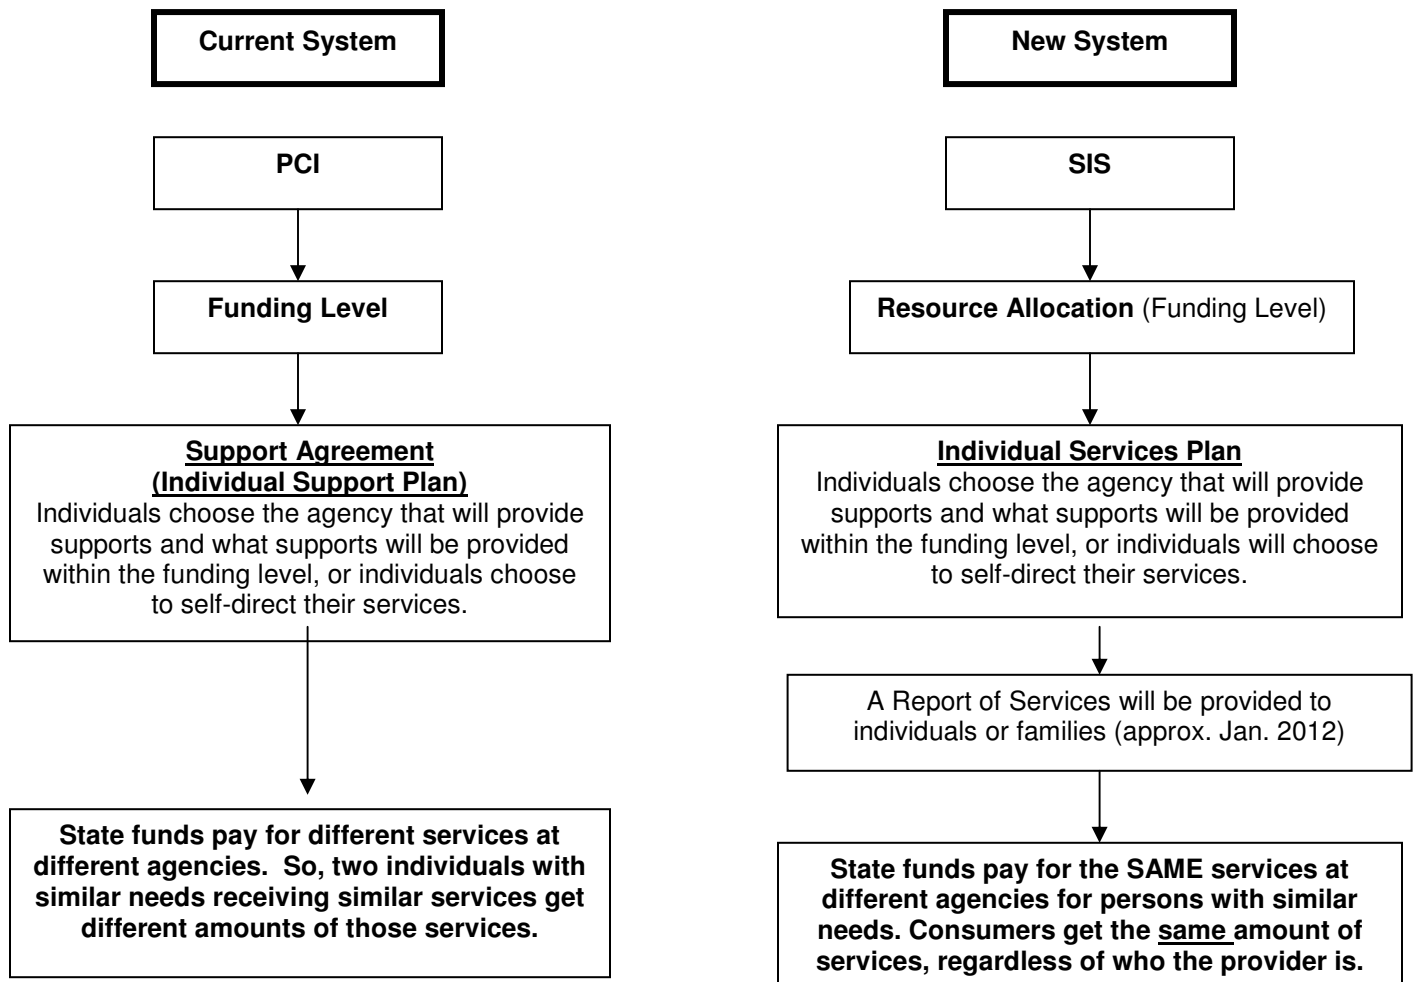 Current System
PCI
Funding Level
Support Agreement
(Individual Support Plan)
Individuals choose the agency that will provide
supports and what supports will be provided
within the funding level, or individuals choose
to self-direct their services.
State funds pay for different services at
different agencies.  So, two individuals with
similar needs receiving similar services get
different amounts of those services.
New System
SIS
Resource Allocation (Funding Level)
Individual Services Plan
Individuals choose the agency that will provide
supports and what supports will be provided
within the funding level, or individuals will choose
to self-direct their services.
A Report of Services will be provided to
individuals or families (approx. Jan. 2012)
State funds pay for the SAME services at
different agencies for persons with similar
needs. Consumers get the same amount of
services, regardless of who the provider is.